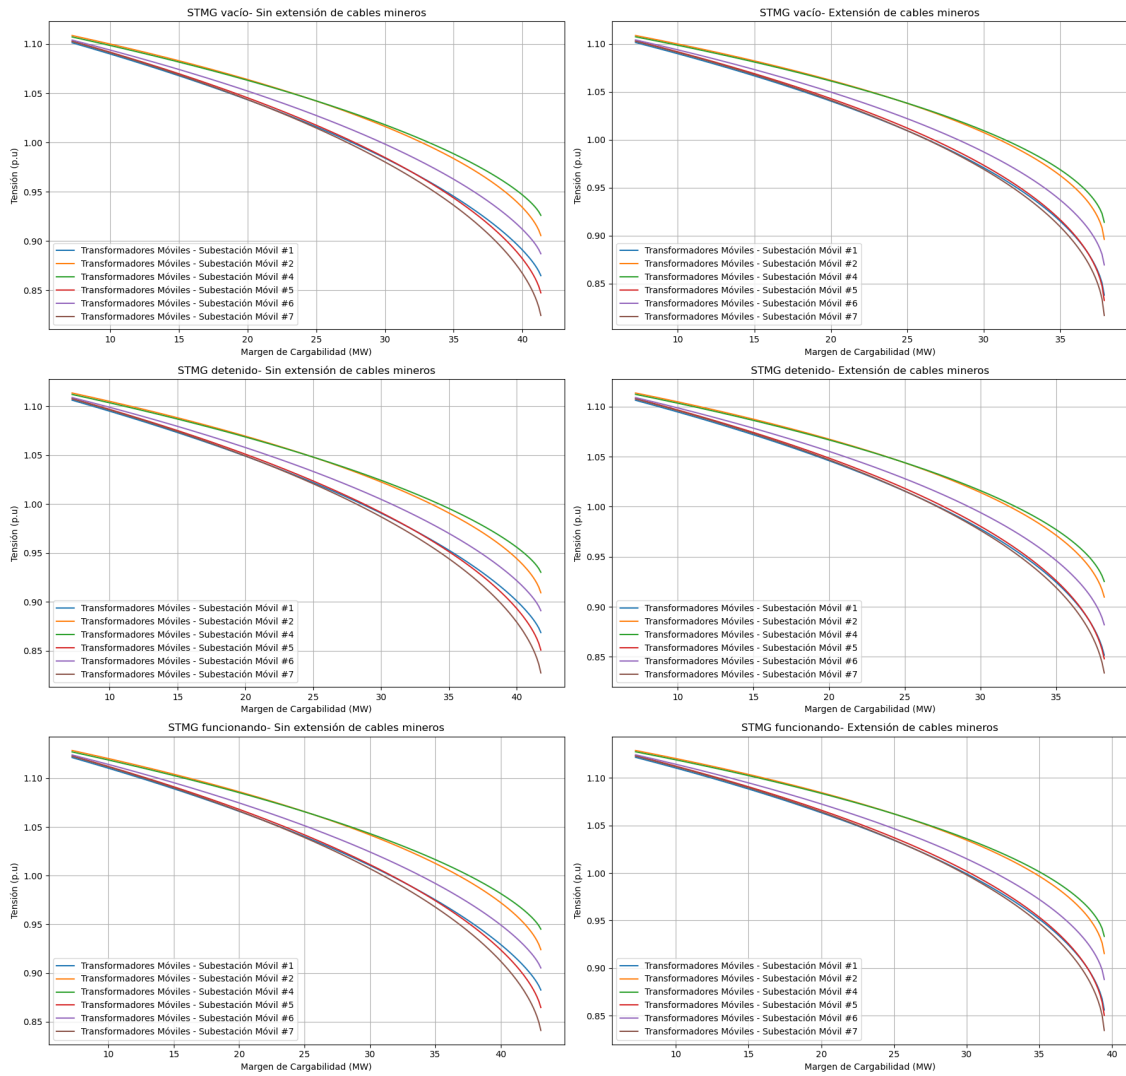 STMG vacío- Sin extensión de cables mineros
Tensión (p.u)
1.10
1.05
1.00
0.95
0.90
0.85
Transformadores Móviles - Subestación Móvil #1
Transformadores Móviles - Subestación Móvil #2
Transformadores Móviles - Subestación Móvil #4
Transformadores Móviles - Subestación Móvil #5
Transformadores Móviles - Subestación Móvil #6
Transformadores Móviles - Subestación Móvil #7
10 15 20 25 30 35 40
Margen de Cargabilidad (MW)
STMG vacío- Extensión de cables mineros
Tensión (p.u)
1.10
1.05
1.00
0.95
0.90
0.85
Transformadores Móviles - Subestación Móvil #1
Transformadores Móviles - Subestación Móvil #2
Transformadores Móviles - Subestación Móvil #4
Transformadores Móviles - Subestación Móvil #5
Transformadores Móviles - Subestación Móvil #6
Transformadores Móviles - Subestación Móvil #7
10 15 20 25 30 35
Margen de Cargabilidad (MW)
STMG detenido- Sin extensión de cables mineros
Tensión (p.u)
1.10
1.05
1.00
0.95
0.90
0.85
Transformadores Móviles - Subestación Móvil #1
Transformadores Móviles - Subestación Móvil #2
Transformadores Móviles - Subestación Móvil #4
Transformadores Móviles - Subestación Móvil #5
Transformadores Móviles - Subestación Móvil #6
Transformadores Móviles - Subestación Móvil #7
10 15 20 25 30 35 40
Margen de Cargabilidad (MW)
STMG detenido- Extensión de cables mineros
Tensión (p.u)
1.10
1.05
1.00
0.95
0.90
0.85
Transformadores Móviles - Subestación Móvil #1
Transformadores Móviles - Subestación Móvil #2
Transformadores Móviles - Subestación Móvil #4
Transformadores Móviles - Subestación Móvil #5
Transformadores Móviles - Subestación Móvil #6
Transformadores Móviles - Subestación Móvil #7
10 15 20 25 30 35
Margen de Cargabilidad (MW)
STMG funcionando- Sin extensión de cables mineros
Tensión (p.u)
1.10
1.05
1.00
0.95
0.90
0.85
Transformadores Móviles - Subestación Móvil #1
Transformadores Móviles - Subestación Móvil #2
Transformadores Móviles - Subestación Móvil #4
Transformadores Móviles - Subestación Móvil #5
Transformadores Móviles - Subestación Móvil #6
Transformadores Móviles - Subestación Móvil #7
10 15 20 25 30 35 40
Margen de Cargabilidad (MW)
STMG funcionando- Extensión de cables mineros
Tensión (p.u)
1.10
1.05
1.00
0.95
0.90
0.85
Transformadores Móviles - Subestación Móvil #1
Transformadores Móviles - Subestación Móvil #2
Transformadores Móviles - Subestación Móvil #4
Transformadores Móviles - Subestación Móvil #5
Transformadores Móviles - Subestación Móvil #6
Transformadores Móviles - Subestación Móvil #7
10 15 20 25 30 35 40
Margen de Cargabilidad (MW)